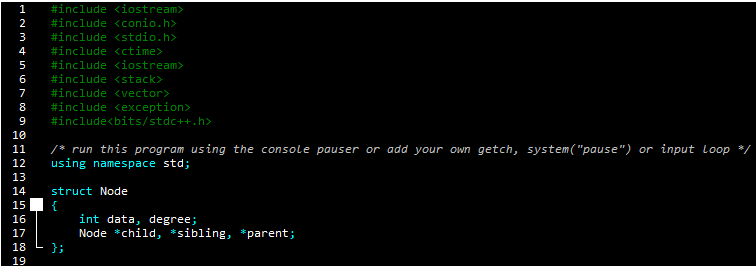 1 #include <iostream>
2 #include <conio.h>
3 #include <stdio.h>
4 #include <ctime>
5 #include <iostream>
6 #include <stack>
7 #include <vector>
8 #include <exception>
9 #include<bits/stdc++.h>
10
11 /* run this program using the console pauser or add your own getch, system("pause") or input loop */
12 using namespace std;
13
14 struct Node
15 {
16 int data, degree;
17 Node *child, *sibling, *parent;
18 };
19